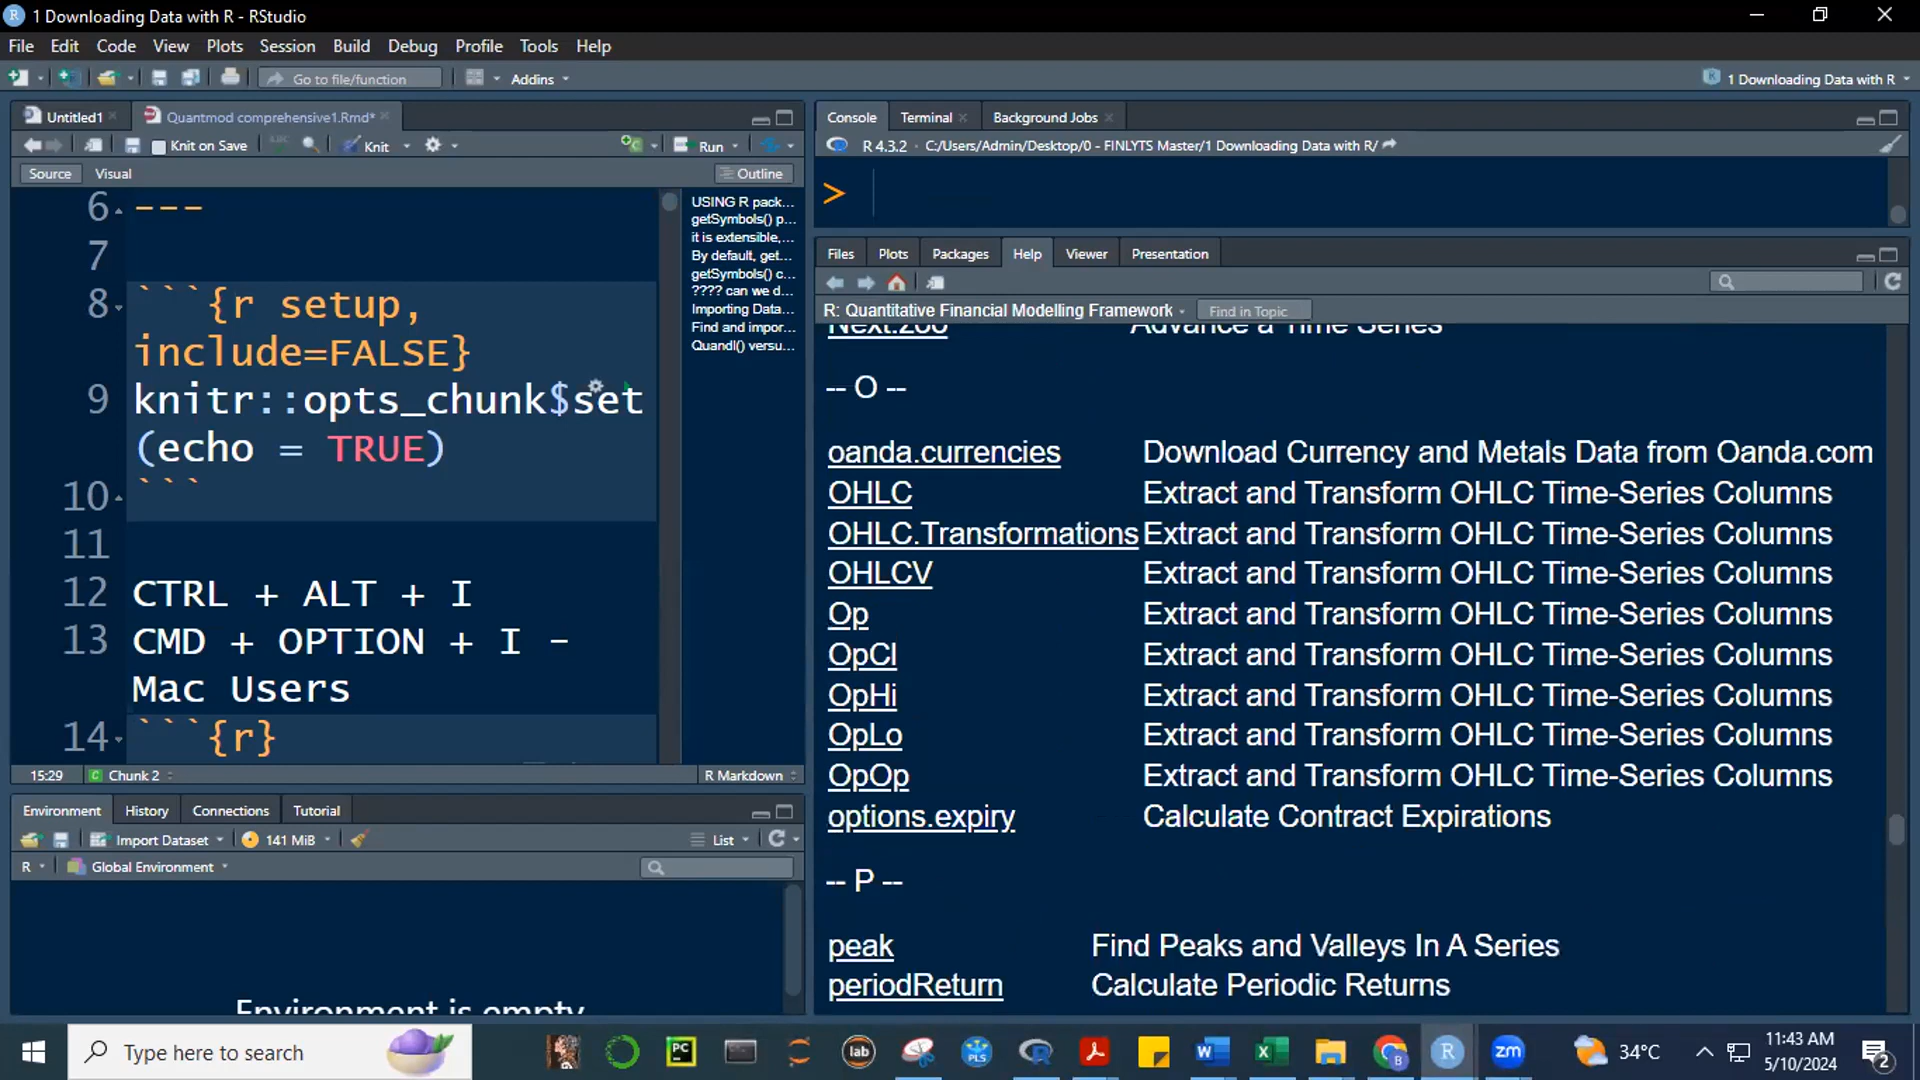 1 Downloading Data with R - RStudio
File Edit Code View Plots Session Build Debug Profile Tools Help
Go to file/function
Addins
1 Downloading Data with R
Untitled1
Quantmod comprehensive1.Rmd*
Knit on Save
ABC
Knit
Run
Source Visual
Outline
6 ---
7
8 ```{r setup,
include=FALSE}
9 knitr::opts_chunk$set
(echo = TRUE)
10 ```
11
12 CTRL + ALT + I
13 CMD + OPTION + I -
Mac Users
14 ```{r}
USING R pack...
getSymbols() p...
it is extensible,...
By default, get...
getSymbols() c...
???? can we d...
Importing Data...
Find and impor...
Quandl() versu...
15:29 Chunk 2 R Markdown
Environment History Connections Tutorial
Import Dataset 141 MiB List
R Global Environment
Environment is empty
Console Terminal Background Jobs
R 4.3.2 · C:/Users/Admin/Desktop/0 - FINLYTS Master/1 Downloading Data with R/
>
Files Plots Packages Help Viewer Presentation
R: Quantitative Financial Modelling Framework Find in Topic
Next.zoo Advance a Time Series
-- O --
oanda.currencies Download Currency and Metals Data from Oanda.com
OHLC Extract and Transform OHLC Time-Series Columns
OHLC.Transformations Extract and Transform OHLC Time-Series Columns
OHLCV Extract and Transform OHLC Time-Series Columns
Op Extract and Transform OHLC Time-Series Columns
OpCl Extract and Transform OHLC Time-Series Columns
OpHi Extract and Transform OHLC Time-Series Columns
OpLo Extract and Transform OHLC Time-Series Columns
OpOp Extract and Transform OHLC Time-Series Columns
options.expiry Calculate Contract Expirations
-- P --
peak Find Peaks and Valleys In A Series
periodReturn Calculate Periodic Returns
Type here to search
PC
lab
PLS
R
zm
34°C
11:43 AM
5/10/2024
2